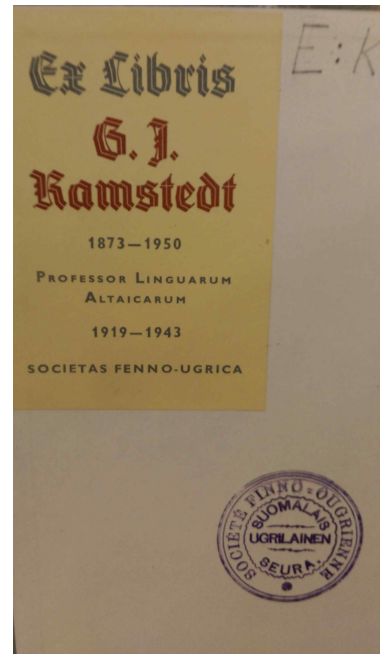 Ex Libris
G. J.
Ramstedt
1873—1950
PROFESSOR LINGUARUM
ALTAICARUM
1919—1943
SOCIETAS FENNO-UGRICA
E:K
SOCIÉTÉ FINNO-OUGRIENNE
SUOMALAIS
UGRILAINEN
SEURA.